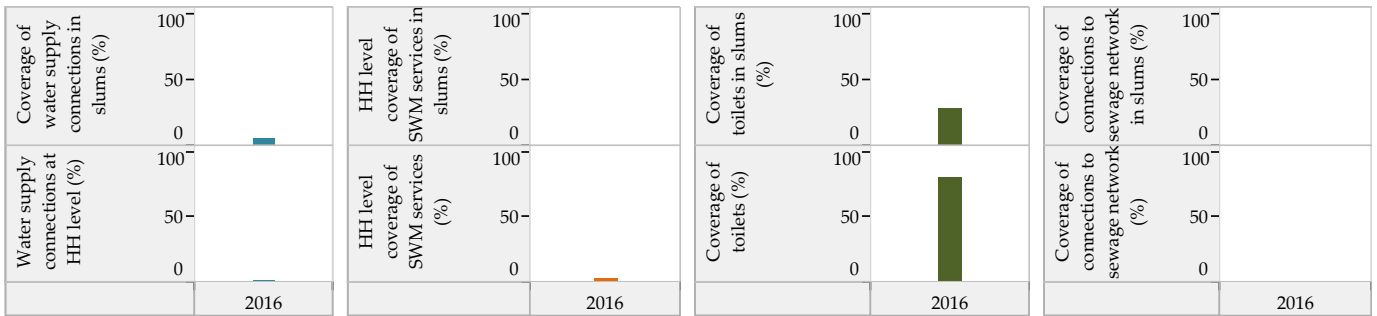 Coverage of
water supply
connections in
slums (%)
100
50
0
Water supply
connections at
HH level (%)
100
50
0
2016
HH level
coverage of
SWM services in
slums (%)
100
50
0
HH level
coverage of
SWM services
(%)
100
50
0
2016
Coverage of
toilets in slums
(%)
100
50
0
Coverage of
toilets (%)
100
50
0
2016
Coverage of
connections to
sewage network
in slums (%)
100
50
0
Coverage of
connections to
sewage network
(%)
100
50
0
2016